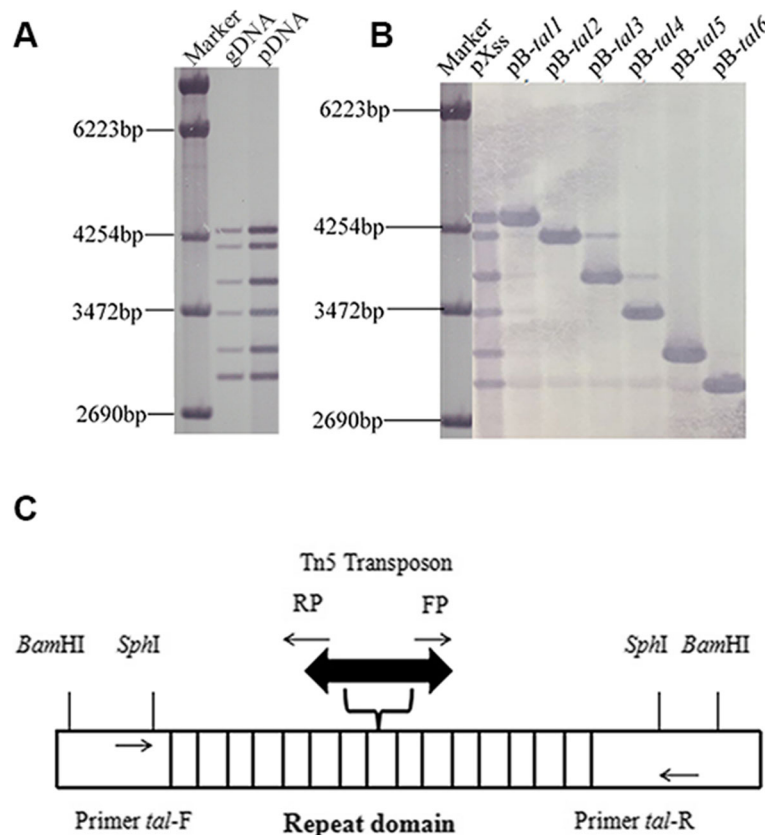 A
Marker
gDNA
pDNA
6223bp
4254bp
3472bp
2690bp
B
Marker
pXss
pB-tal1
pB-tal2
pB-tal3
pB-tal4
pB-tal5
pB-tal6
6223bp
4254bp
3472bp
2690bp
C
Tn5 Transposon
RP FP
BamHI SphI SphI BamHI
Primer tal-F Repeat domain Primer tal-R